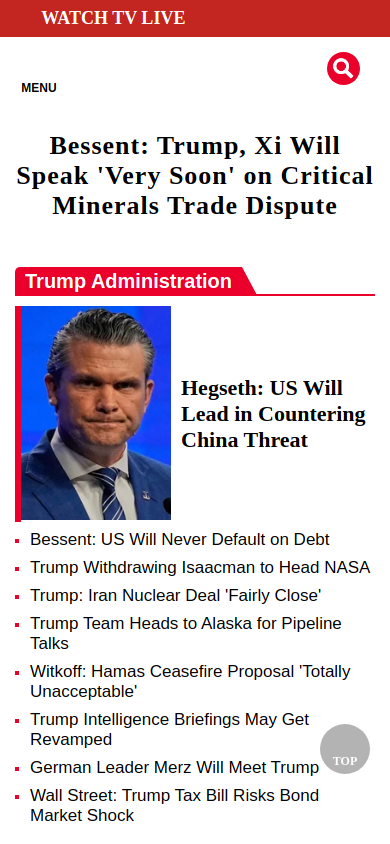 WATCH TV LIVE
MENU
Bessent: Trump, Xi Will
Speak 'Very Soon' on Critical
Minerals Trade Dispute
Trump Administration
Hegseth: US Will
Lead in Countering
China Threat
Bessent: US Will Never Default on Debt
Trump Withdrawing Isaacman to Head NASA
Trump: Iran Nuclear Deal 'Fairly Close'
Trump Team Heads to Alaska for Pipeline
Talks
Witkoff: Hamas Ceasefire Proposal 'Totally
Unacceptable'
Trump Intelligence Briefings May Get
Revamped
TOP
German Leader Merz Will Meet Trump
Wall Street: Trump Tax Bill Risks Bond
Market Shock